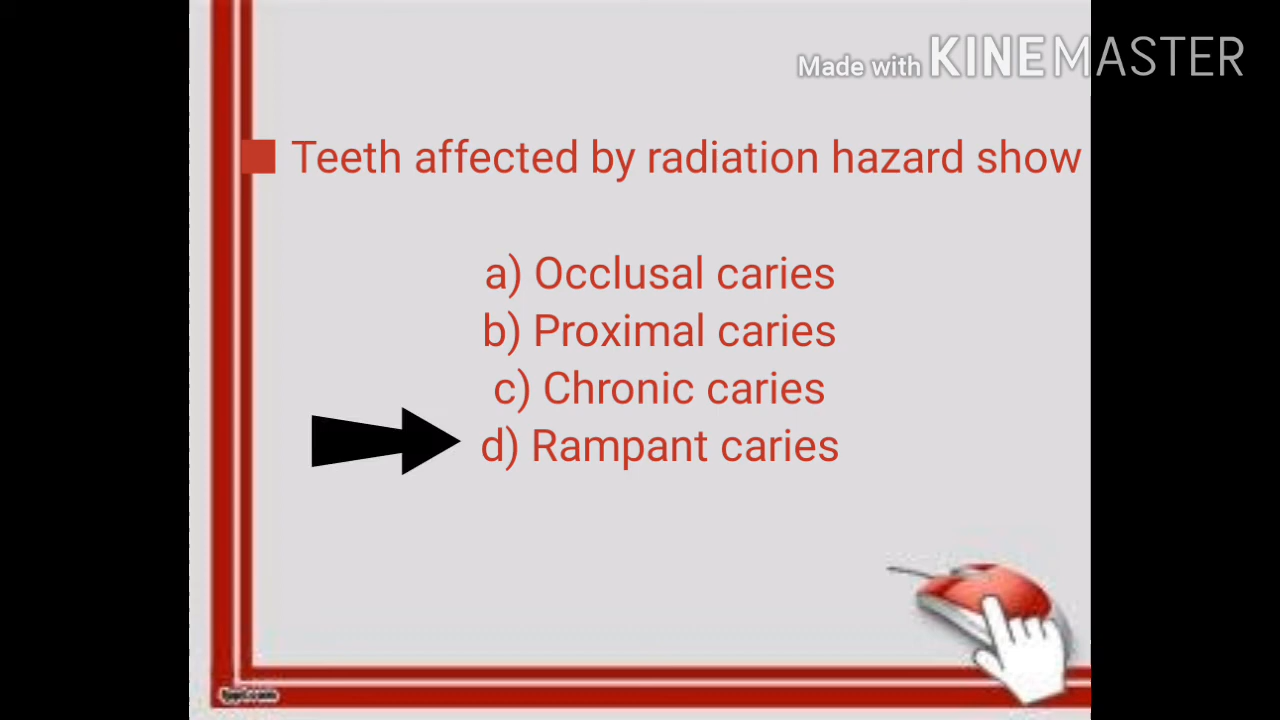 Made with KINEMASTER
Teeth affected by radiation hazard show
a) Occlusal caries
b) Proximal caries
c) Chronic caries
d) Rampant caries